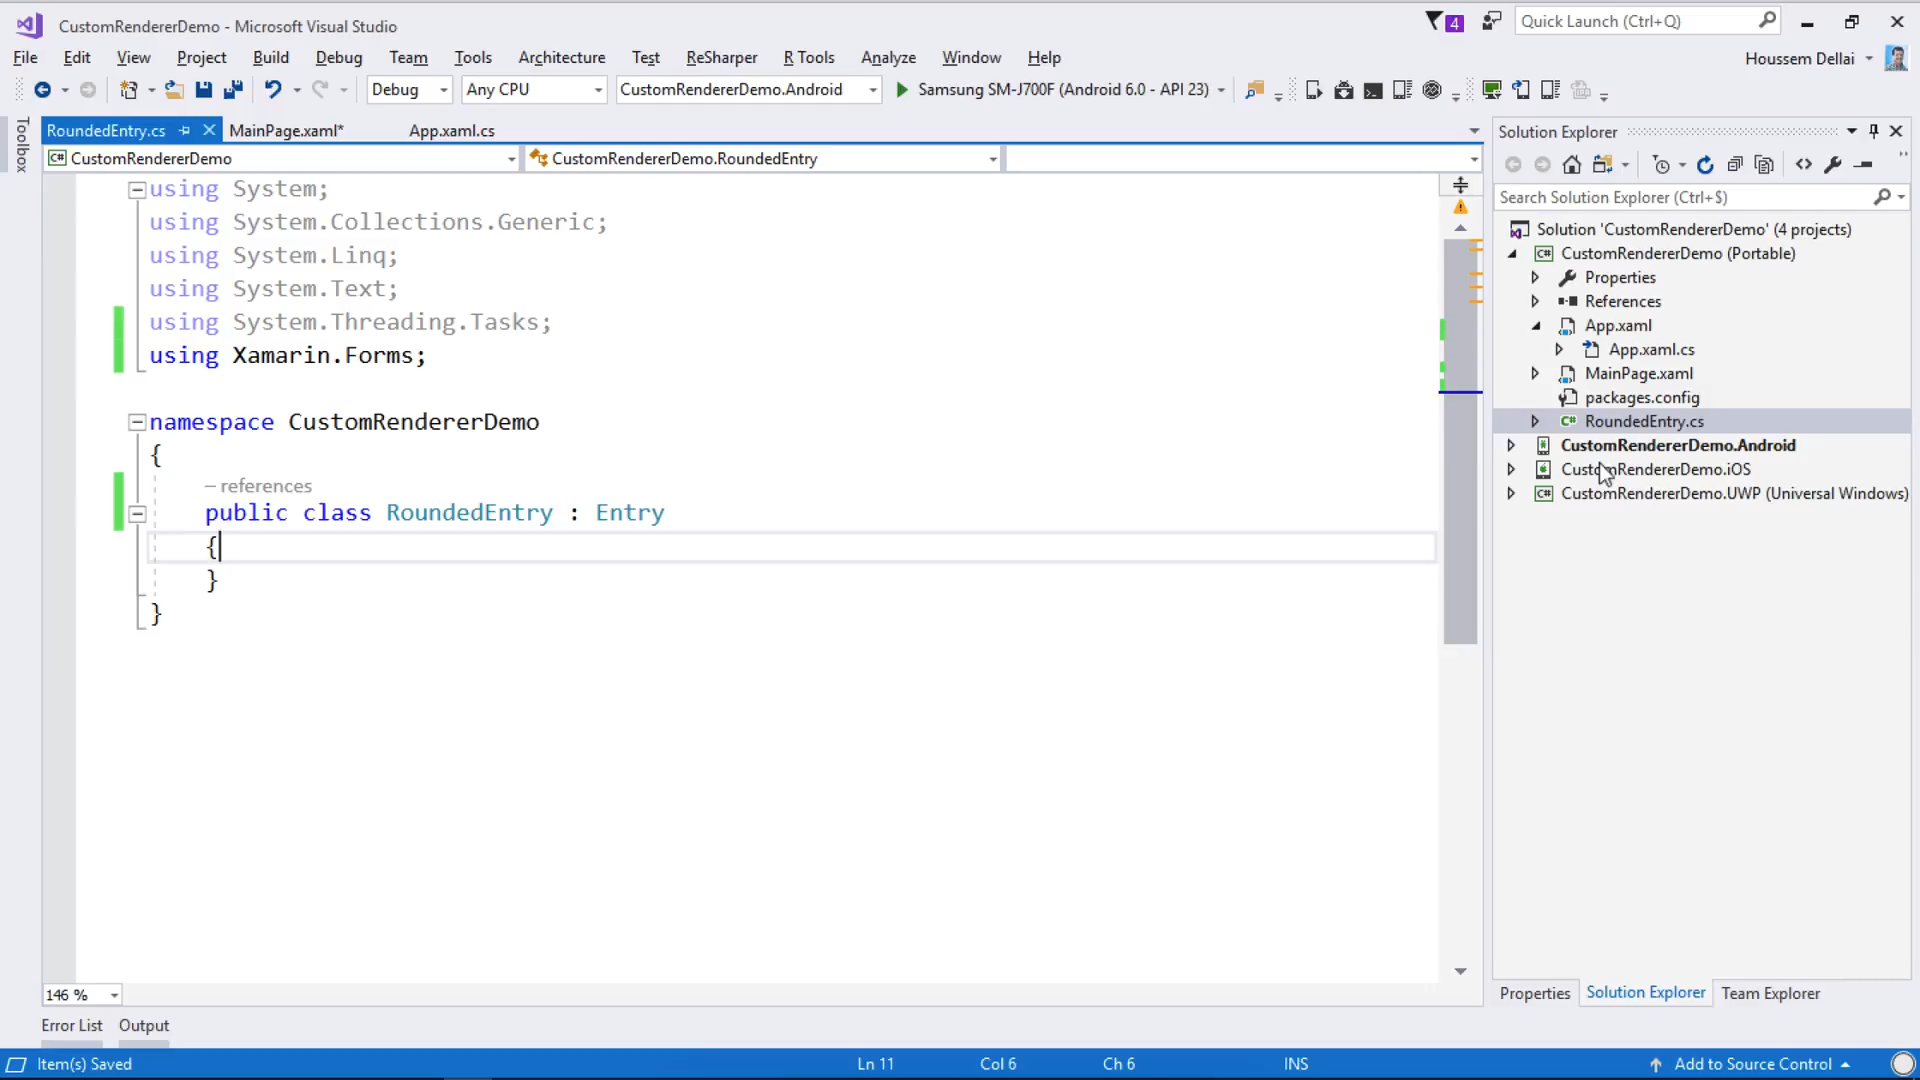 CustomRendererDemo - Microsoft Visual Studio
4
Quick Launch (Ctrl+Q)
File Edit View Project Build Debug Team Tools Architecture Test ReSharper R Tools Analyze Window Help
Houssem Dellai
Debug Any CPU CustomRendererDemo.Android Samsung SM-J700F (Android 6.0 - API 23)
Toolbox
RoundedEntry.cs MainPage.xaml* App.xaml.cs
CustomRendererDemo CustomRendererDemo.RoundedEntry
using System;
using System.Collections.Generic;
using System.Linq;
using System.Text;
using System.Threading.Tasks;
using Xamarin.Forms;
namespace CustomRendererDemo
{
– references
public class RoundedEntry : Entry
{
}
}
146 %
Error List Output
Solution Explorer
Search Solution Explorer (Ctrl+$)
Solution 'CustomRendererDemo' (4 projects)
CustomRendererDemo (Portable)
Properties
References
App.xaml
App.xaml.cs
MainPage.xaml
packages.config
RoundedEntry.cs
CustomRendererDemo.Android
CustomRendererDemo.iOS
CustomRendererDemo.UWP (Universal Windows)
Properties Solution Explorer Team Explorer
Item(s) Saved Ln 11 Col 6 Ch 6 INS Add to Source Control